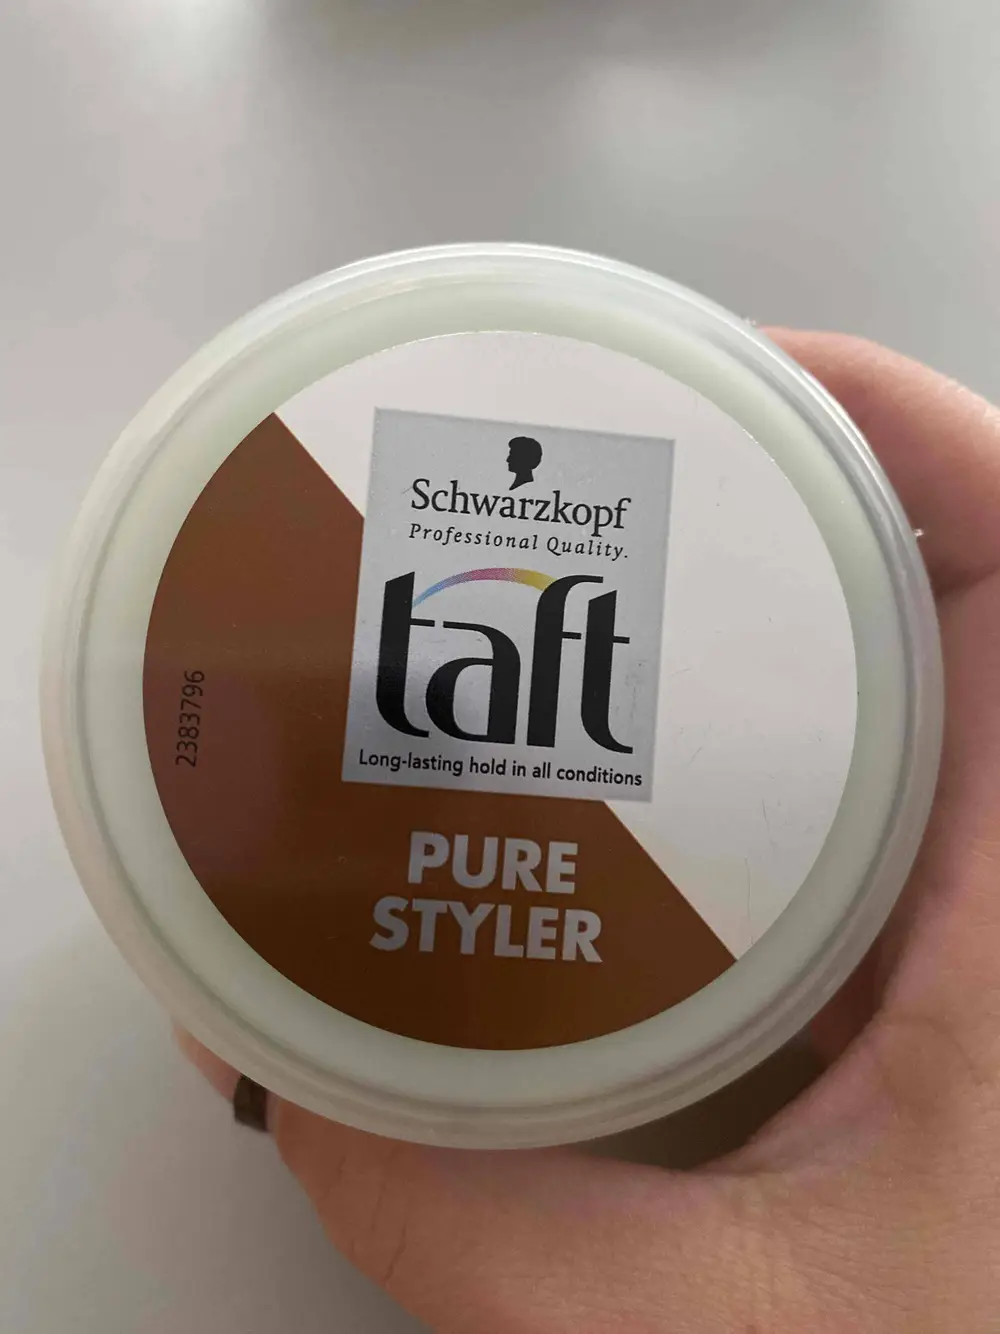 Schwarzkopf
Professional Quality.
taft
Long-lasting hold in all conditions
PURE
STYLER
2383796